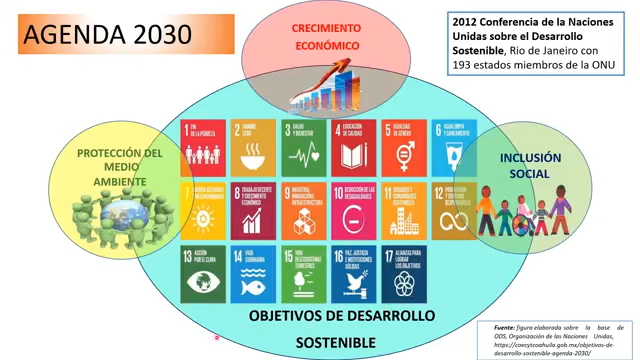 AGENDA 2030
CRECIMIENTO
ECONÓMICO
2012 Conferencia de la Naciones
Unidas sobre el Desarrollo
Sostenible, Rio de Janeiro con
193 estados miembros de la ONU
PROTECCIÓN DEL
MEDIO
AMBIENTE
INCLUSIÓN
SOCIAL
1 FIN
DE LA POBREZA
2 HAMBRE
CERO
3 SALUD
Y BIENESTAR
4 EDUCACIÓN
DE CALIDAD
5 IGUALDAD
DE GÉNERO
6 AGUA LIMPIA
Y SANEAMIENTO
7
8 TRABAJO DECENTE
Y CRECIMIENTO
ECONÓMICO
9 INDUSTRIA,
INNOVACIÓN E
INFRAESTRUCTURA
10 REDUCCIÓN DE LAS
DESIGUALDADES
11 CIUDADES Y
COMUNIDADES
SOSTENIBLES
12 PRODUCCIÓN
Y CONSUMO
RESPONSABLES
13 ACCIÓN
POR EL CLIMA
14 VIDA
SUBMARINA
15 VIDA
DE ECOSISTEMAS
TERRESTRES
16 PAZ, JUSTICIA
E INSTITUCIONES
SÓLIDAS
17 ALIANZAS PARA
LOGRAR
LOS OBJETIVOS
OBJETIVOS DE DESARROLLO
SOSTENIBLE
Fuente: figura elaborada sobre la base de
ODS, Organización de las Naciones Unidas,
https://coecytcoahuila.gob.mx/objetivos-de-
desarrollo-sostenible-agenda-2030/